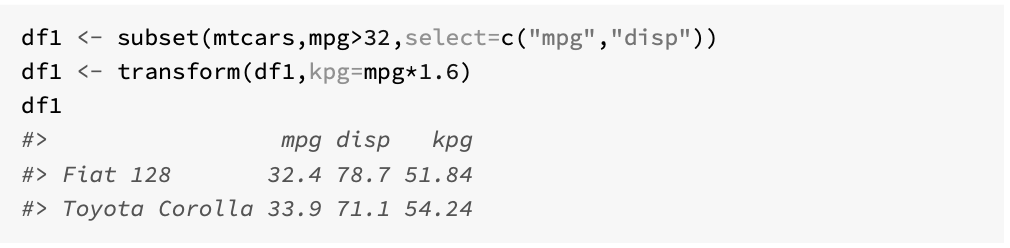 df1 <- subset(mtcars,mpg>32,select=c("mpg","disp"))
df1 <- transform(df1,kpg=mpg*1.6)
df1
#>                 mpg disp   kpg
#> Fiat 128       32.4 78.7 51.84
#> Toyota Corolla 33.9 71.1 54.24